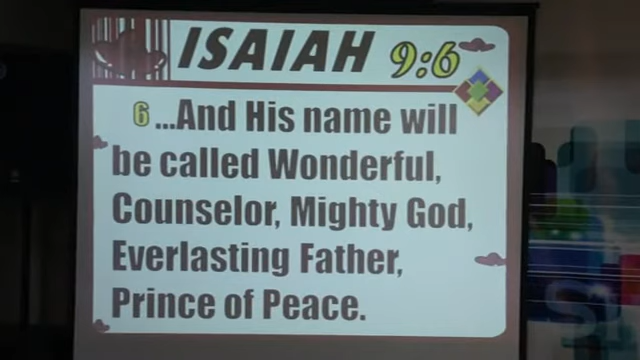 ISAIAH 9:6
6 ...And His name will
be called Wonderful,
Counselor, Mighty God,
Everlasting Father,
Prince of Peace.